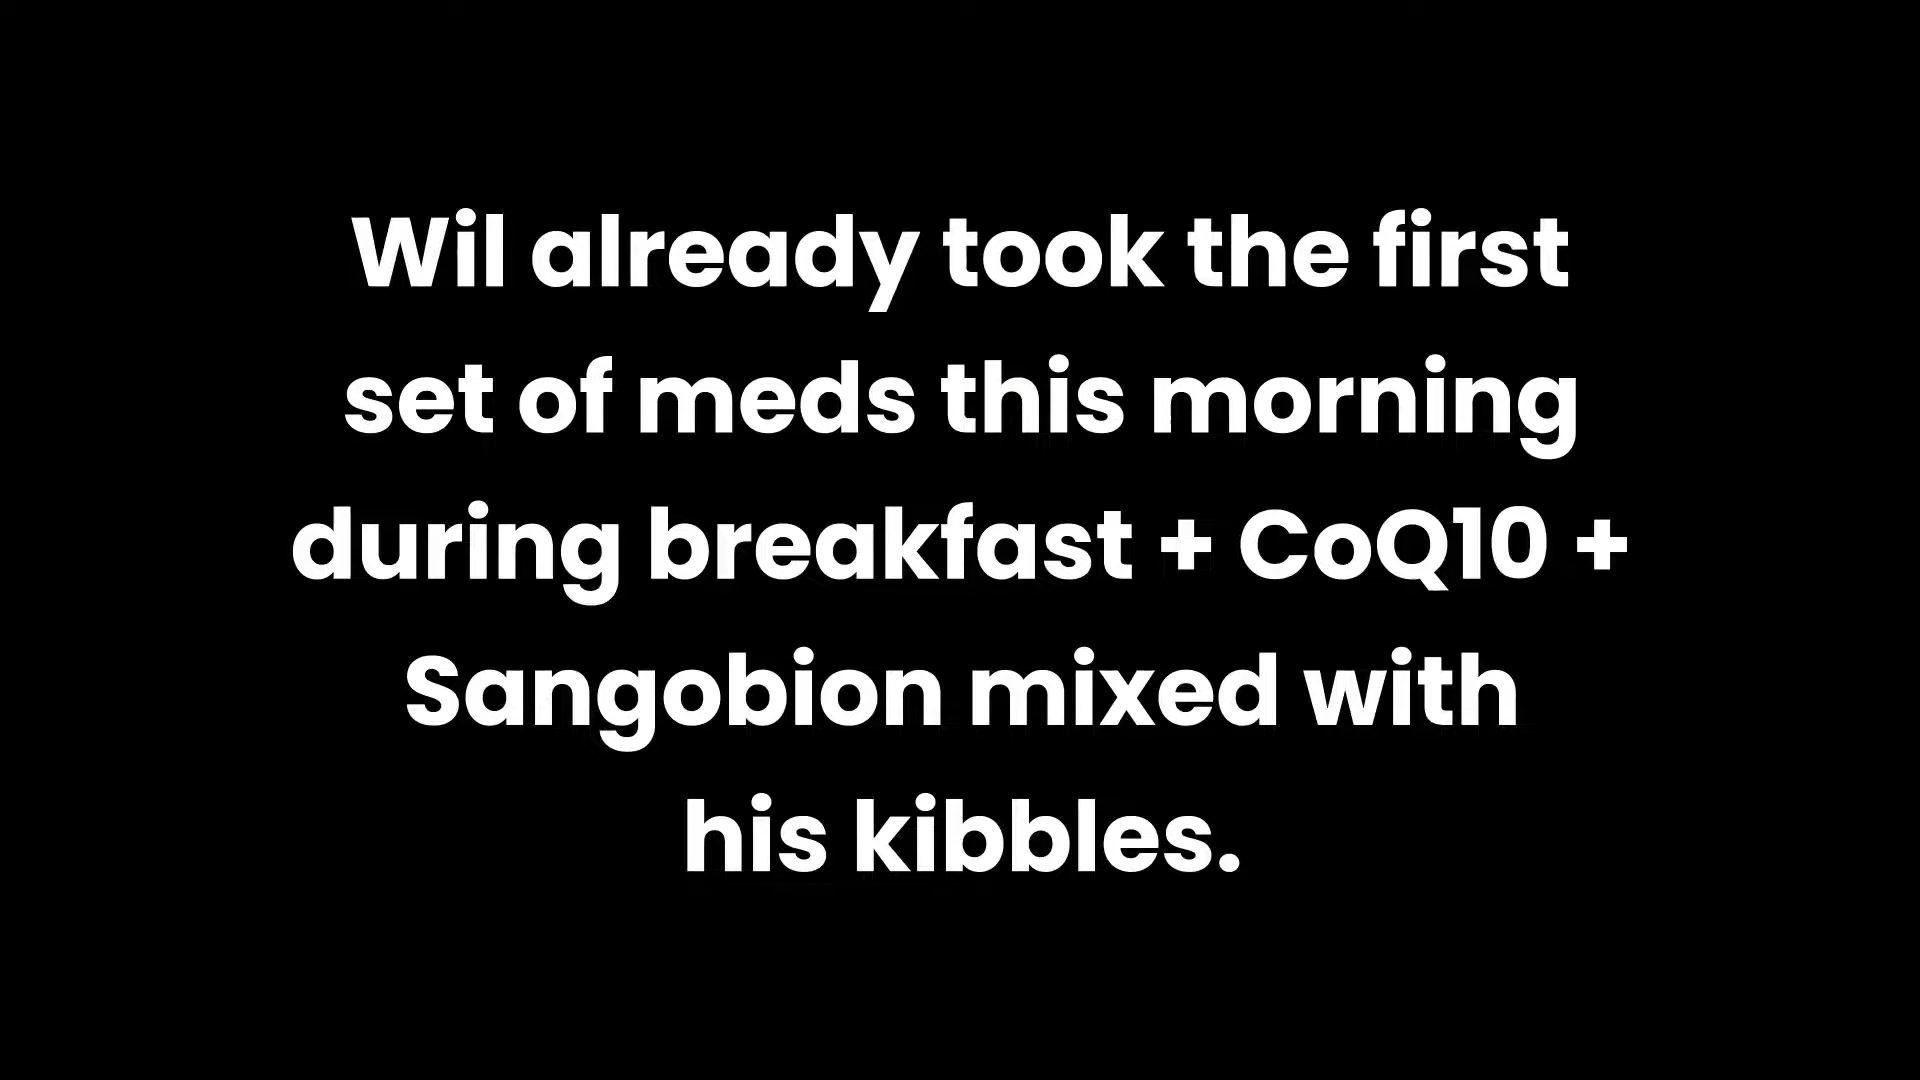 Wil already took the first
set of meds this morning
during breakfast + CoQ10 +
Sangobion mixed with
his kibbles.